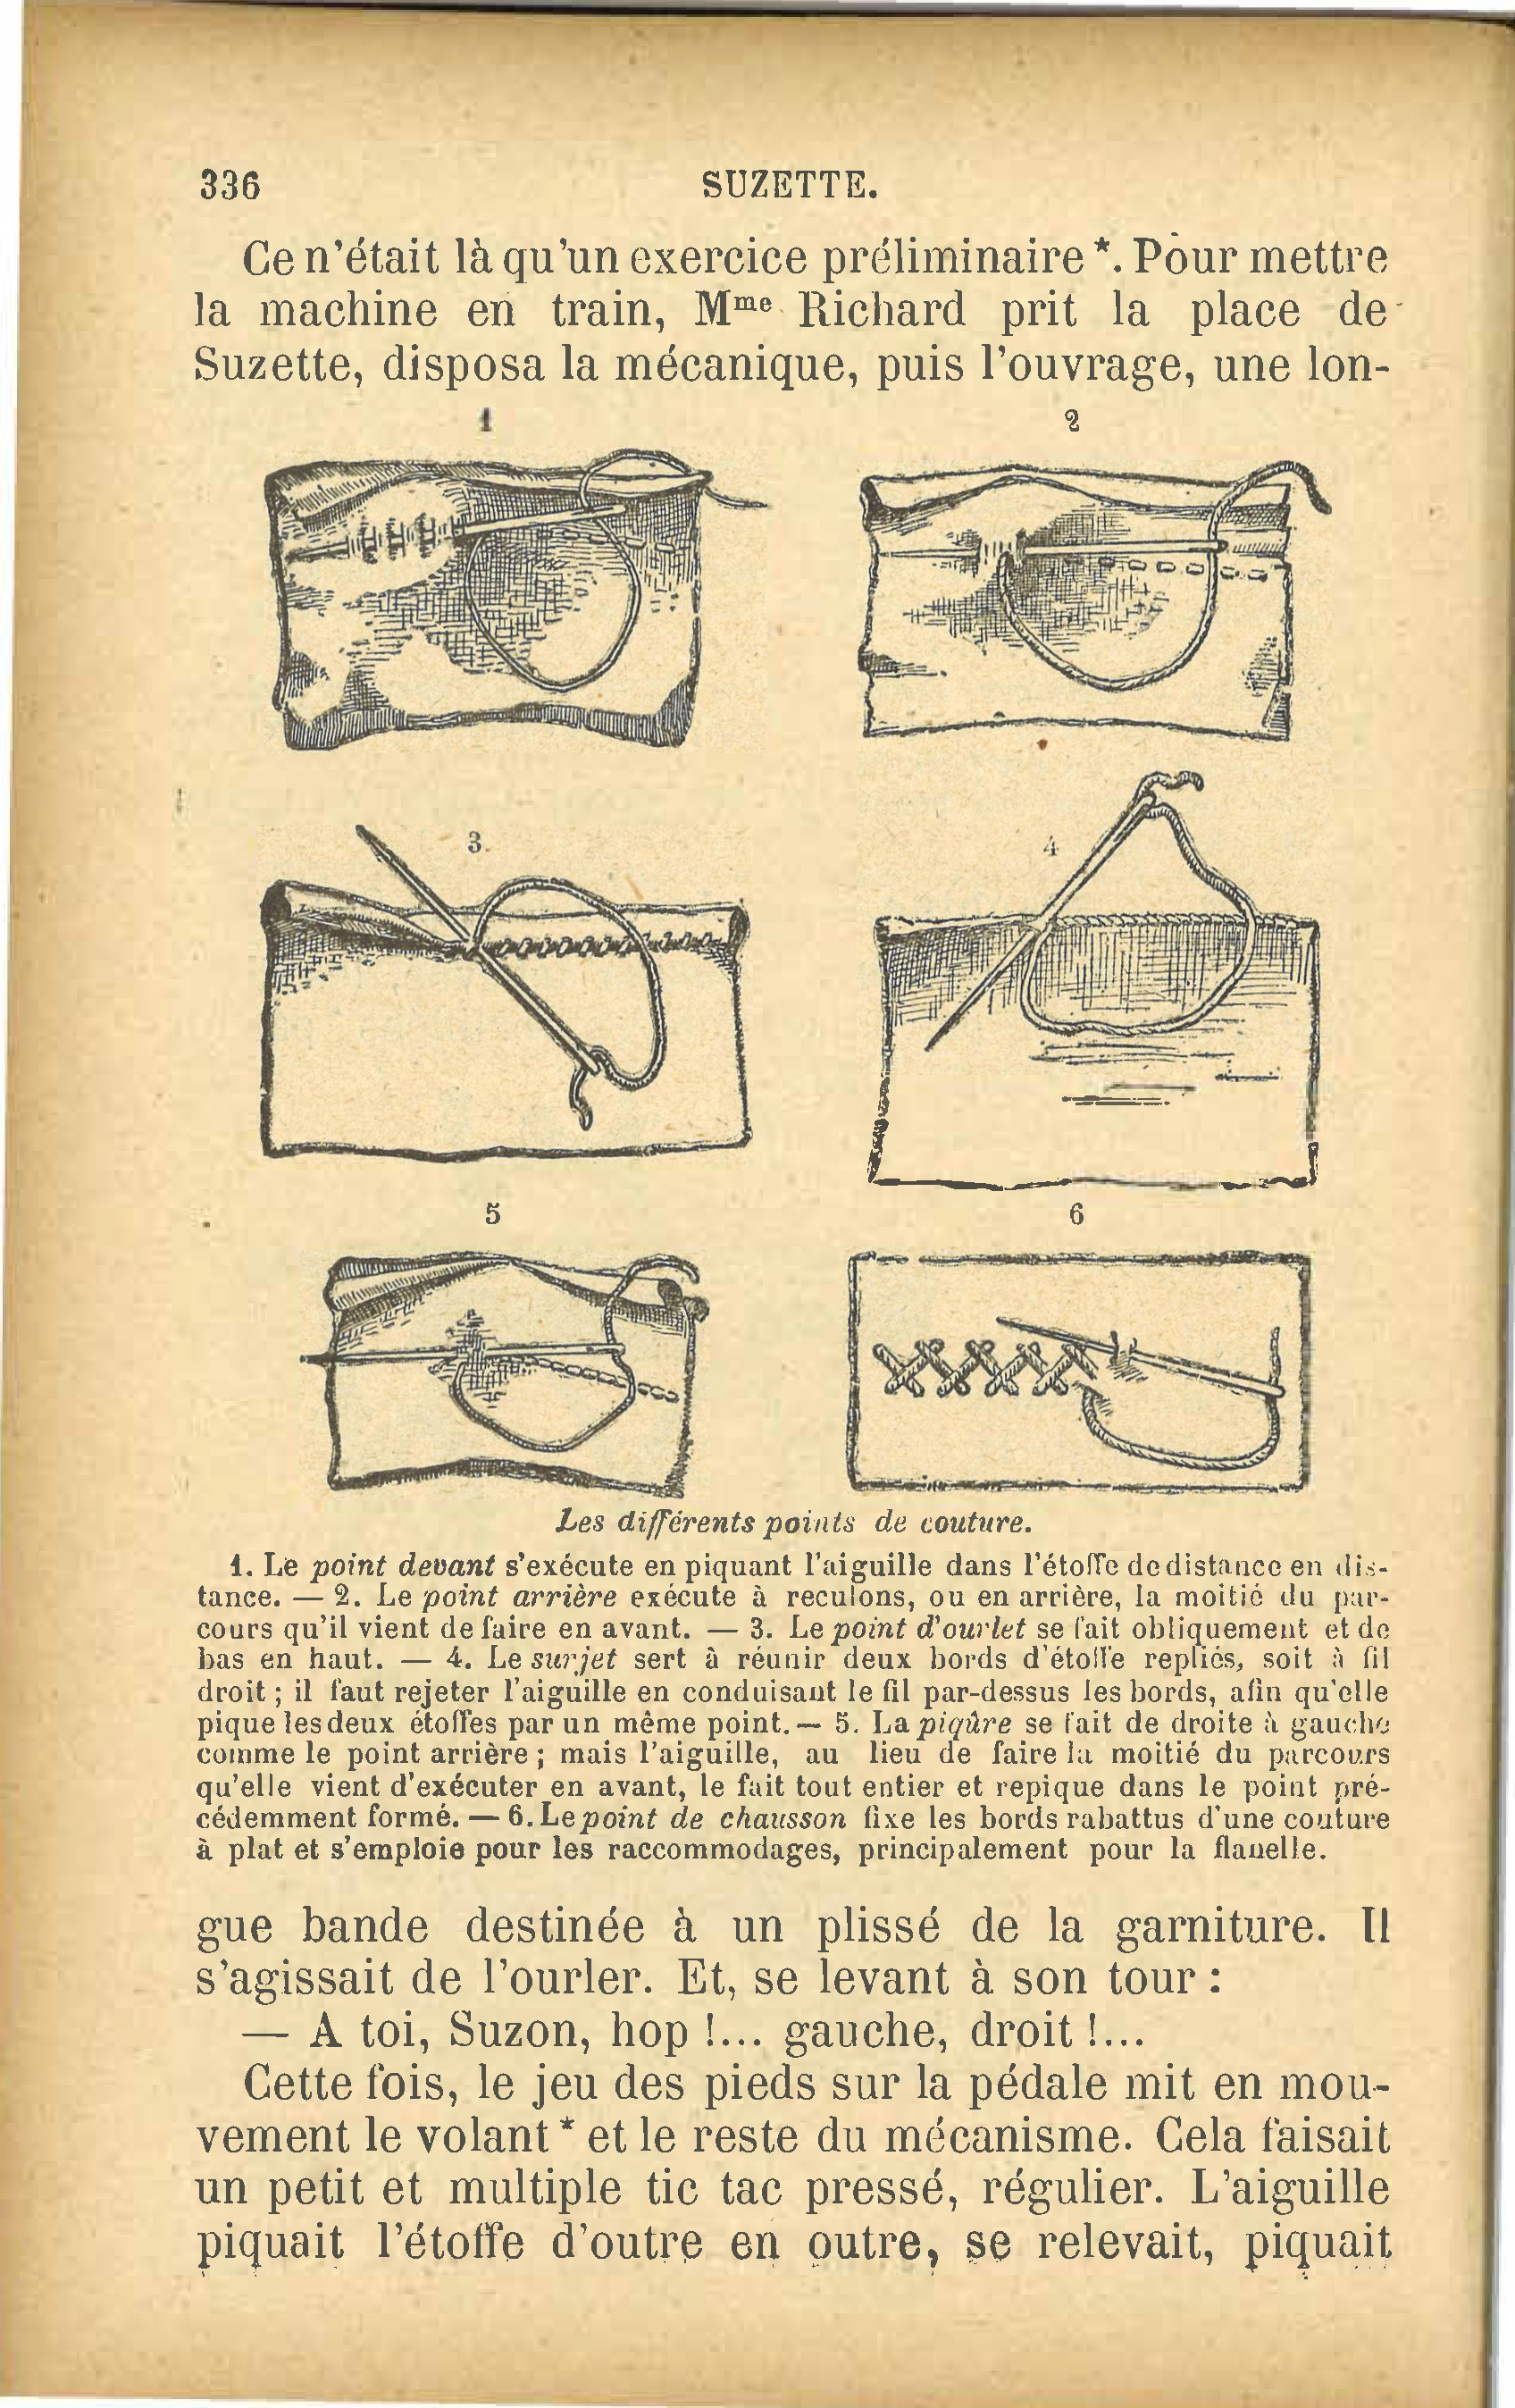 336
SUZETTE.
Ce n'était là qu'un exercice préliminaire *. Pour mettre
la machine en train, Mme Richard prit la place de
Suzette, disposa la mécanique, puis l'ouvrage, une lon-
1
2
3
4
5
6
Les différents points de couture.
1. Le point devant s'exécute en piquant l'aiguille dans l'étoffe de distance en dis-
tance. — 2. Le point arrière exécute à reculons, ou en arrière, la moitié du par-
cours qu'il vient de faire en avant. — 3. Le point d'ourlet se fait obliquement et de
bas en haut. — 4. Le surjet sert à réunir deux bords d'étoffe repliés, soit à fil
droit ; il faut rejeter l'aiguille en conduisant le fil par-dessus les bords, afin qu'elle
pique les deux étoffes par un même point. — 5. La piqûre se fait de droite à gauche
comme le point arrière ; mais l'aiguille, au lieu de faire la moitié du parcours
qu'elle vient d'exécuter en avant, le fait tout entier et repique dans le point pré-
cédemment formé. — 6. Le point de chausson fixe les bords rabattus d'une couture
à plat et s'emploie pour les raccommodages, principalement pour la flanelle.
gue bande destinée à un plissé de la garniture. Il
s'agissait de l'ourler. Et, se levant à son tour :
— A toi, Suzon, hop !... gauche, droit !...
Cette fois, le jeu des pieds sur la pédale mit en mou-
vement le volant * et le reste du mécanisme. Cela faisait
un petit et multiple tic tac pressé, régulier. L'aiguille
piquait l'étoffe d'outre en outre, se relevait, piquait